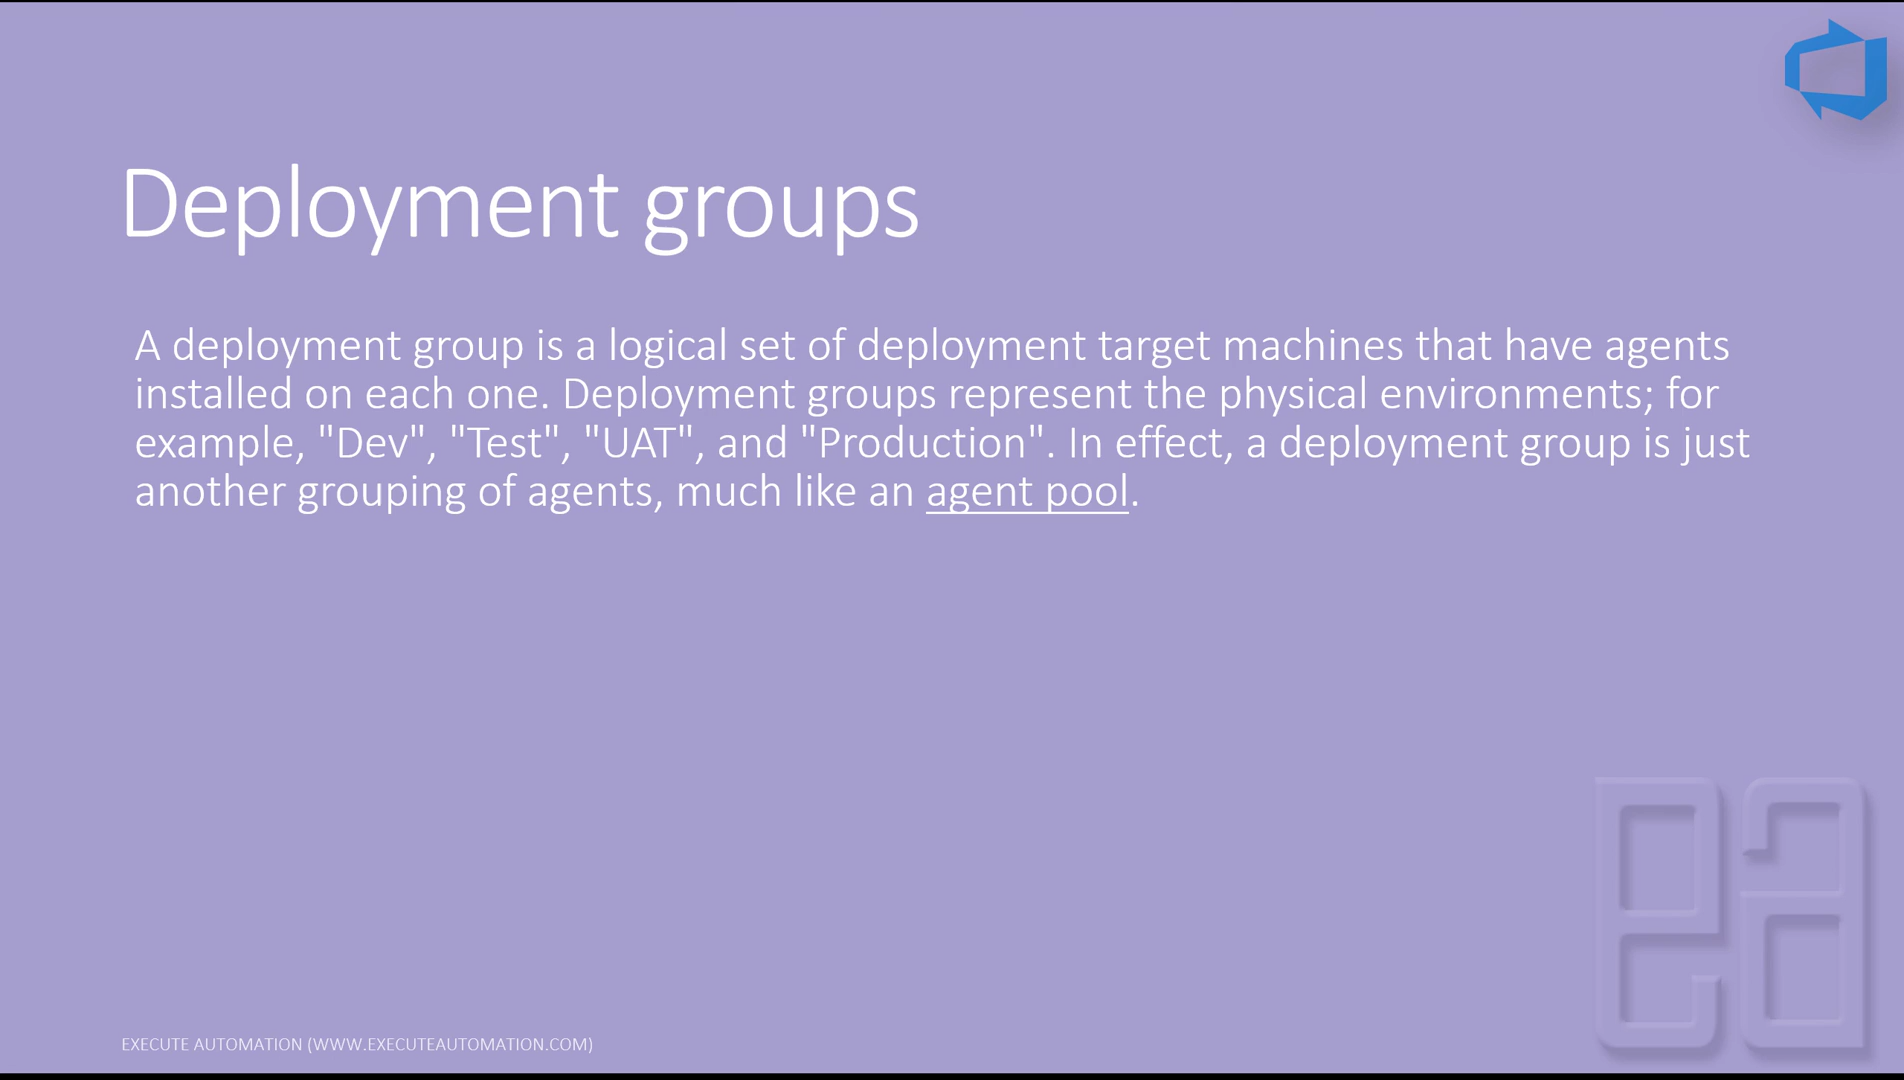 Deployment groups
A deployment group is a logical set of deployment target machines that have agents
installed on each one. Deployment groups represent the physical environments; for
example, "Dev", "Test", "UAT", and "Production". In effect, a deployment group is just
another grouping of agents, much like an agent pool.
ea
EXECUTE AUTOMATION (WWW.EXECUTEAUTOMATION.COM)